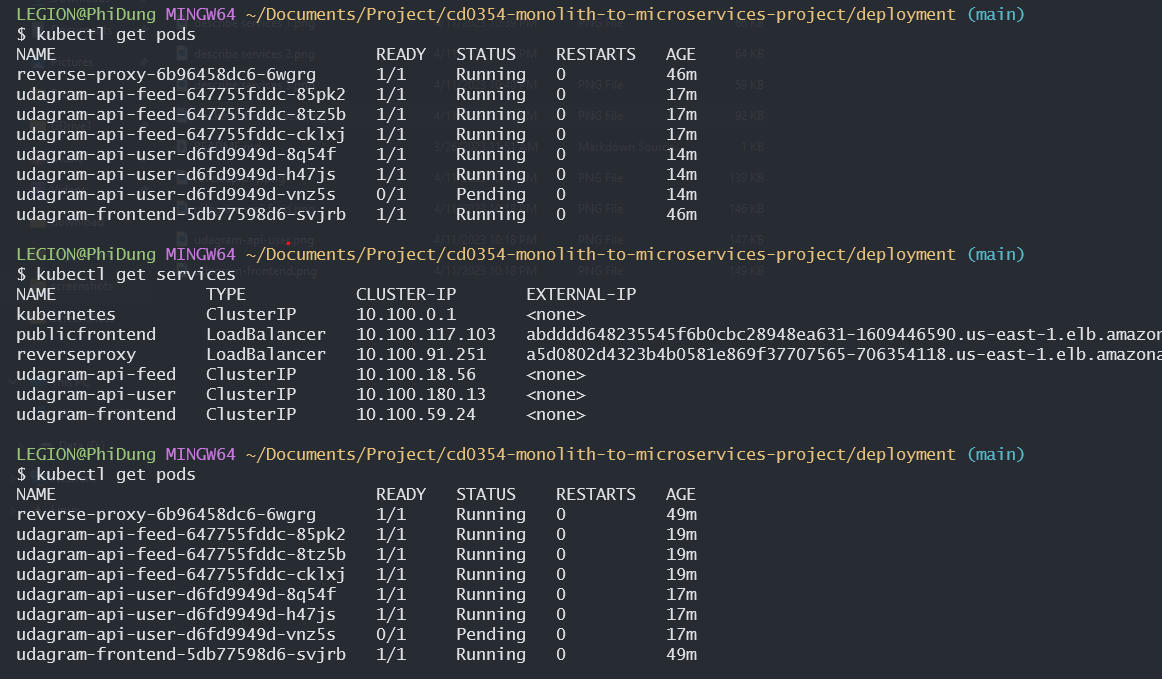 LEGION@PhiDung MINGW64 ~/Documents/Project/cd0354-monolith-to-microservices-project/deployment (main)
$ kubectl get pods
NAME READY STATUS RESTARTS AGE
reverse-proxy-6b96458dc6-6wgrg 1/1 Running 0 46m
udagram-api-feed-647755fddc-85pk2 1/1 Running 0 17m
udagram-api-feed-647755fddc-8tz5b 1/1 Running 0 17m
udagram-api-feed-647755fddc-cklxj 1/1 Running 0 17m
udagram-api-user-d6fd9949d-8q54f 1/1 Running 0 14m
udagram-api-user-d6fd9949d-h47js 1/1 Running 0 14m
udagram-api-user-d6fd9949d-vnz5s 0/1 Pending 0 14m
udagram-frontend-5db77598d6-svjrb 1/1 Running 0 46m
LEGION@PhiDung MINGW64 ~/Documents/Project/cd0354-monolith-to-microservices-project/deployment (main)
$ kubectl get services
NAME TYPE CLUSTER-IP EXTERNAL-IP
kubernetes ClusterIP 10.100.0.1 <none>
publicfrontend LoadBalancer 10.100.117.103 abdddd648235545f6b0cbc28948ea631-1609446590.us-east-1.elb.amazon
reverseproxy LoadBalancer 10.100.91.251 a5d0802d4323b4b0581e869f37707565-706354118.us-east-1.elb.amazona
udagram-api-feed ClusterIP 10.100.18.56 <none>
udagram-api-user ClusterIP 10.100.180.13 <none>
udagram-frontend ClusterIP 10.100.59.24 <none>
LEGION@PhiDung MINGW64 ~/Documents/Project/cd0354-monolith-to-microservices-project/deployment (main)
$ kubectl get pods
NAME READY STATUS RESTARTS AGE
reverse-proxy-6b96458dc6-6wgrg 1/1 Running 0 49m
udagram-api-feed-647755fddc-85pk2 1/1 Running 0 19m
udagram-api-feed-647755fddc-8tz5b 1/1 Running 0 19m
udagram-api-feed-647755fddc-cklxj 1/1 Running 0 19m
udagram-api-user-d6fd9949d-8q54f 1/1 Running 0 17m
udagram-api-user-d6fd9949d-h47js 1/1 Running 0 17m
udagram-api-user-d6fd9949d-vnz5s 0/1 Pending 0 17m
udagram-frontend-5db77598d6-svjrb 1/1 Running 0 49m